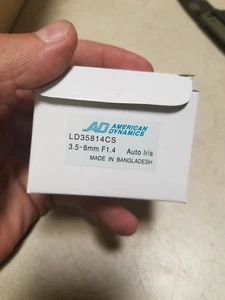 AD AMERICAN
DYNAMICS
LD35814CS
3.5~8mm F1.4 Auto Iris
MADE IN BANGLADESH